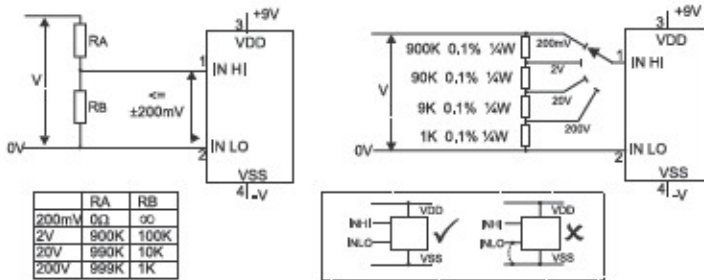 3 +9V
VDD
RA
1
IN HI
V
RB
<=
±200mV
0V
2
IN LO
VSS
4 -V
RA RB
200mV 0Ω ∞
2V 900K 100K
20V 990K 10K
200V 999K 1K
3 +9V
VDD
900K 0,1% ¼W
200mV
1
IN HI
2V
90K 0,1% ¼W
V
20V
9K 0,1% ¼W
200V
1K 0,1% ¼W
0V
2
IN LO
VSS
4 -V
VDD
INHI
INLO
VSS
VDD
INHI
INLO
VSS